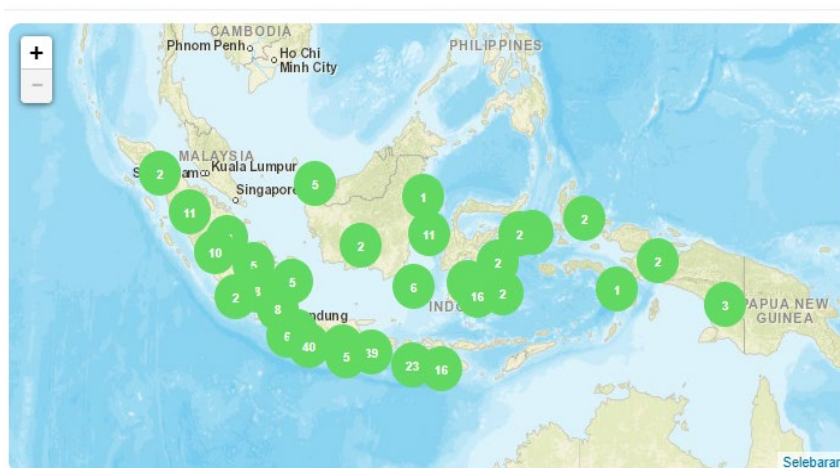 CAMBODIA
Phnom Penh
Ho Chi
Minh City
PHILIPPINES
+
−
MALAYSIA
Kuala Lumpur
Singapore
2
5
11
1
11
2
2
10
5
2
2
2
5
2
8
6
16
2
1
3
PAPUA NEW
GUINEA
8
6
40
5
39
23
16
Selebaran